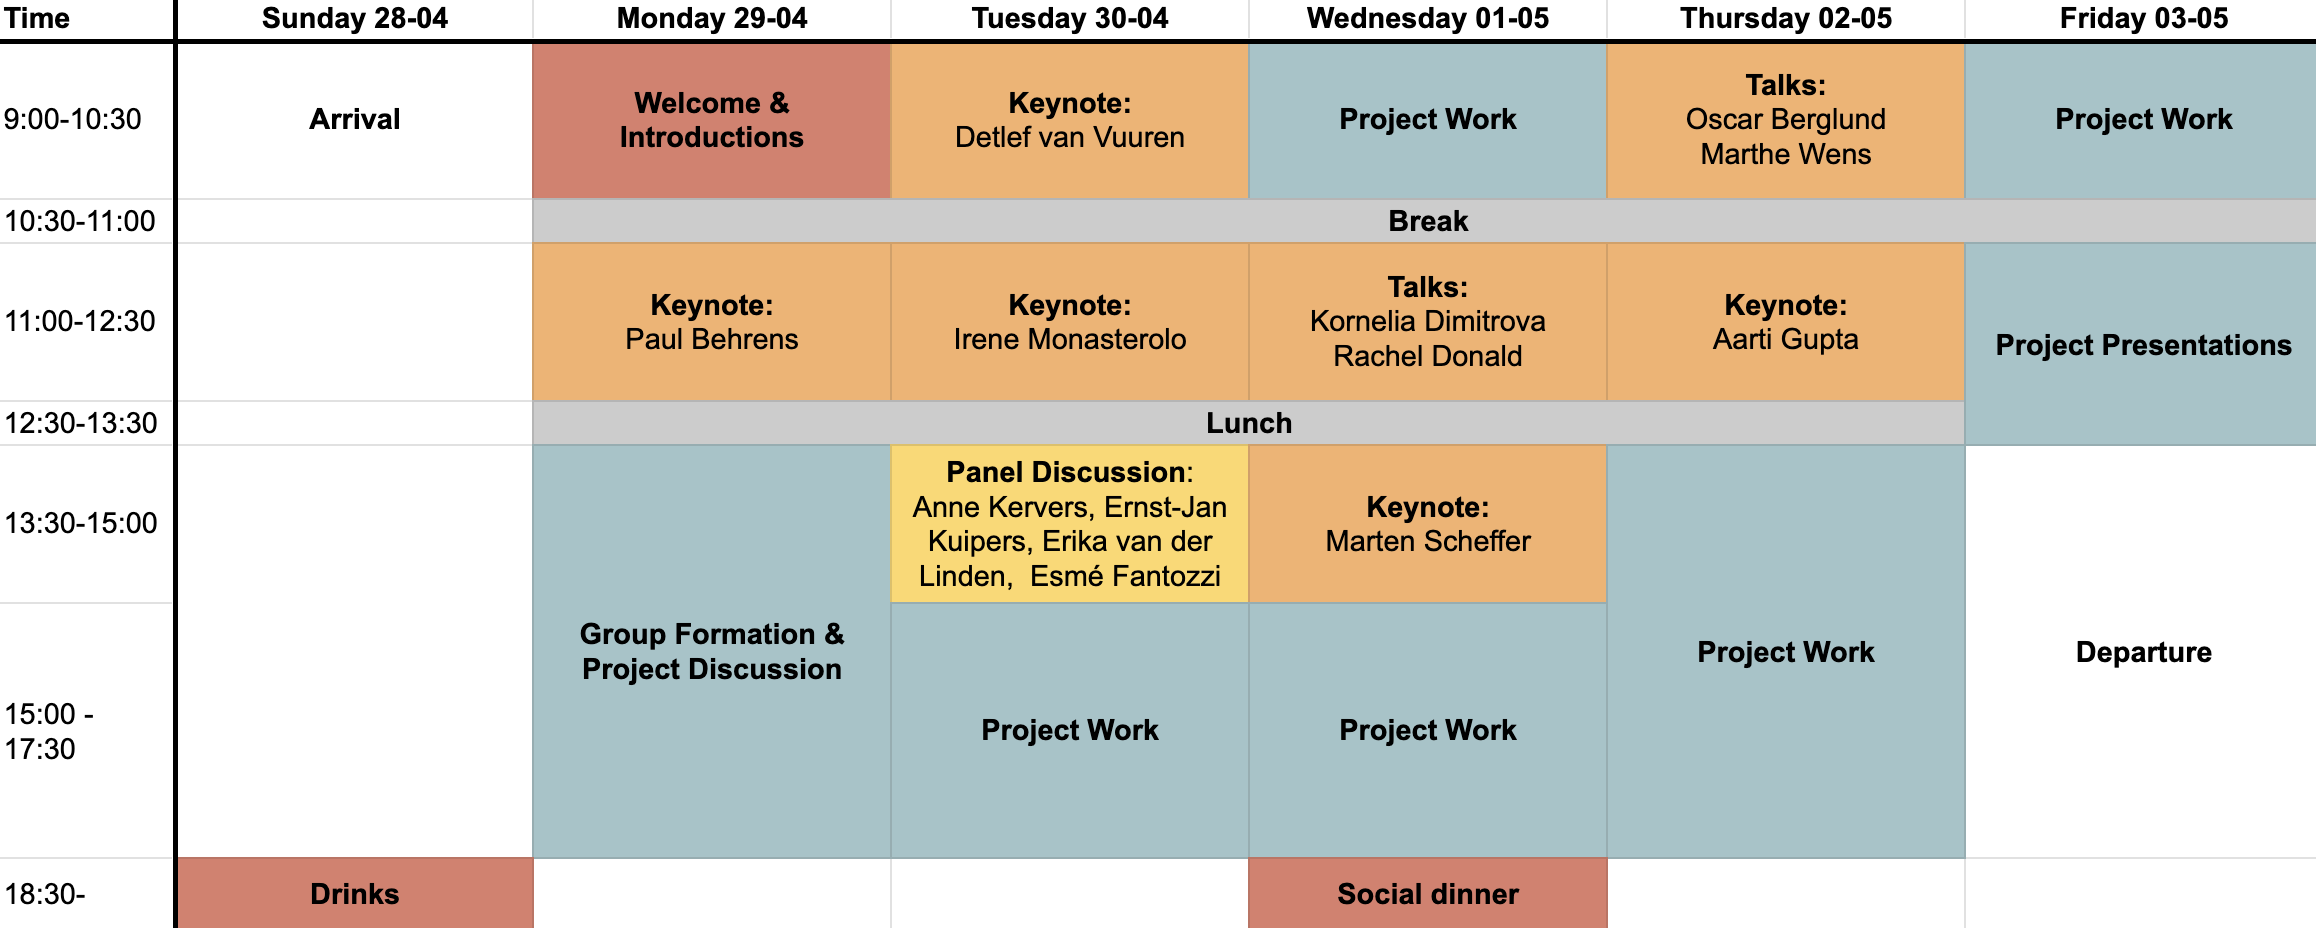 Time Sunday 28-04 Monday 29-04 Tuesday 30-04 Wednesday 01-05 Thursday 02-05 Friday 03-05
9:00-10:30
Arrival
Welcome &
Introductions
Keynote:
Detlef van Vuuren
Project Work
Talks:
Oscar Berglund
Marthe Wens
Project Work
10:30-11:00
Break
11:00-12:30
Keynote:
Paul Behrens
Keynote:
Irene Monasterolo
Talks:
Kornelia Dimitrova
Rachel Donald
Keynote:
Aarti Gupta
Project Presentations
12:30-13:30
Lunch
13:30-15:00
Group Formation &
Project Discussion
Panel Discussion:
Anne Kervers, Ernst-Jan
Kuipers, Erika van der
Linden,  Esmé Fantozzi
Keynote:
Marten Scheffer
Project Work
Departure
15:00 -
17:30
Project Work
Project Work
18:30-
Drinks
Social dinner